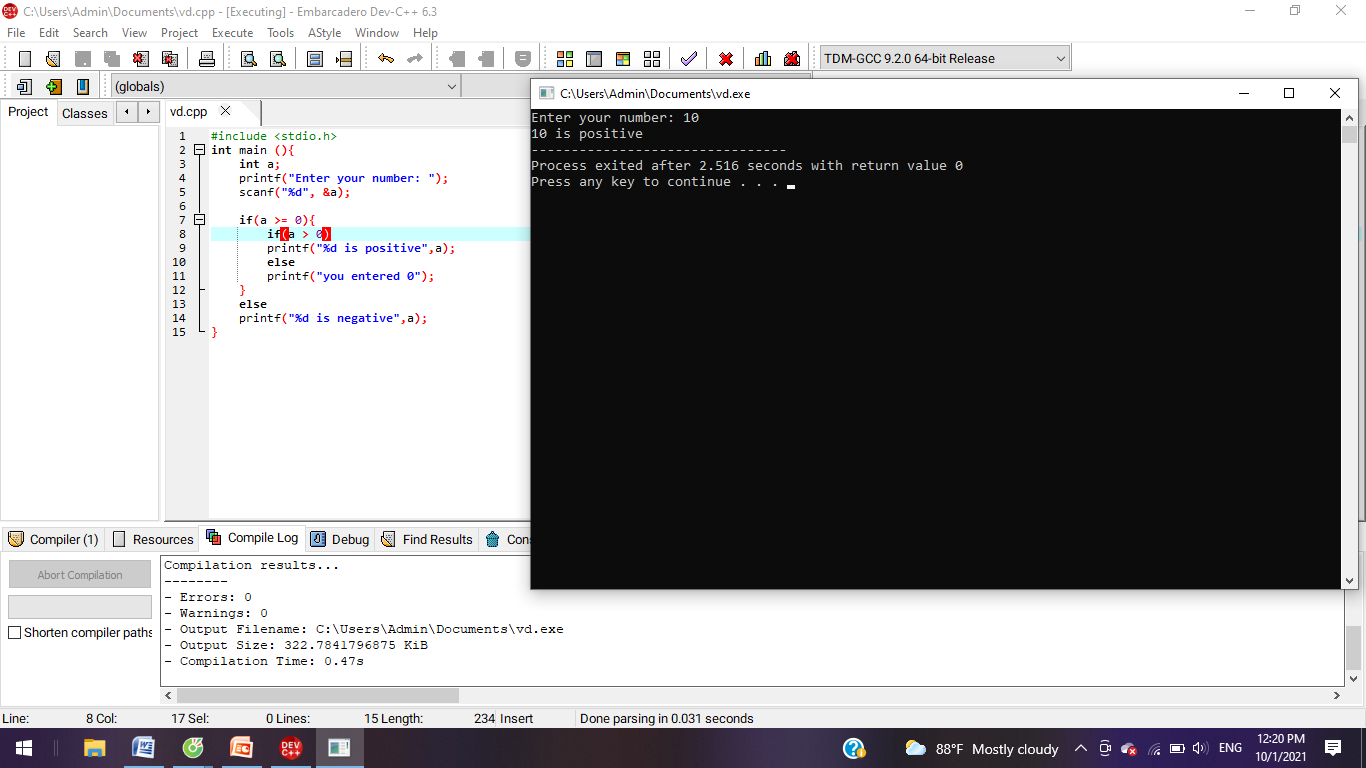 C:\Users\Admin\Documents\vd.cpp - [Executing] - Embarcadero Dev-C++ 6.3
File Edit Search View Project Execute Tools AStyle Window Help
TDM-GCC 9.2.0 64-bit Release
(globals)
Project Classes
vd.cpp
1 #include <stdio.h>
2 int main (){
3 int a;
4 printf("Enter your number: ");
5 scanf("%d", &a);
6
7 if(a >= 0){
8 if(a > 0)
9 printf("%d is positive",a);
10 else
11 printf("you entered 0");
12 }
13 else
14 printf("%d is negative",a);
15 }
C:\Users\Admin\Documents\vd.exe
Enter your number: 10
10 is positive
--------------------------------
Process exited after 2.516 seconds with return value 0
Press any key to continue . . .
Compiler (1) Resources Compile Log Debug Find Results Con
Abort Compilation
Shorten compiler paths
Compilation results...
--------
- Errors: 0
- Warnings: 0
- Output Filename: C:\Users\Admin\Documents\vd.exe
- Output Size: 322.7841796875 KiB
- Compilation Time: 0.47s
Line: 8 Col: 17 Sel: 0 Lines: 15 Length: 234 Insert Done parsing in 0.031 seconds
DEV C++
88°F Mostly cloudy ENG
12:20 PM
10/1/2021